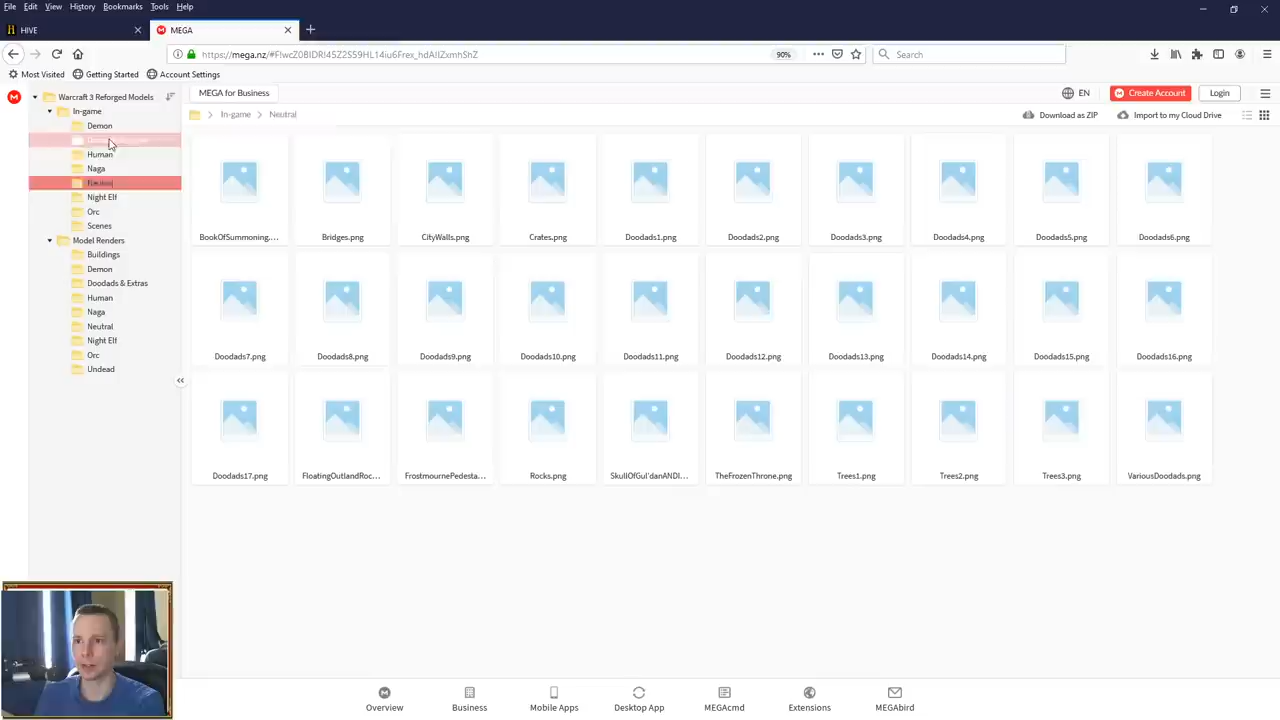 File Edit View History Bookmarks Tools Help
HIVE
MEGA
https://mega.nz/#F!wcZ08IDR!45Z2S59HL14iu6Frex_hdAIIZxmhShZ
90%
Search
Most Visited Getting Started Account Settings
Warcraft 3 Reforged Models
In-game
Demon
Human
Naga
Neutral
Night Elf
Orc
Scenes
Model Renders
Buildings
Demon
Doodads & Extras
Human
Naga
Neutral
Night Elf
Orc
Undead
MEGA for Business
EN
Create Account
Login
In-game > Neutral
Download as ZIP
Import to my Cloud Drive
BookOfSummoning.... Bridges.png CityWalls.png Crates.png Doodads1.png Doodads2.png Doodads3.png Doodads4.png Doodads5.png Doodads6.png
Doodads7.png Doodads8.png Doodads9.png Doodads10.png Doodads11.png Doodads12.png Doodads13.png Doodads14.png Doodads15.png Doodads16.png
Doodads17.png FloatingOutlandRoc... FrostmournePedesta... Rocks.png SkullOfGul'danANDI... TheFrozenThrone.png Trees1.png Trees2.png Trees3.png VariousDoodads.png
Overview Business Mobile Apps Desktop App MEGAcmd Extensions MEGAbird